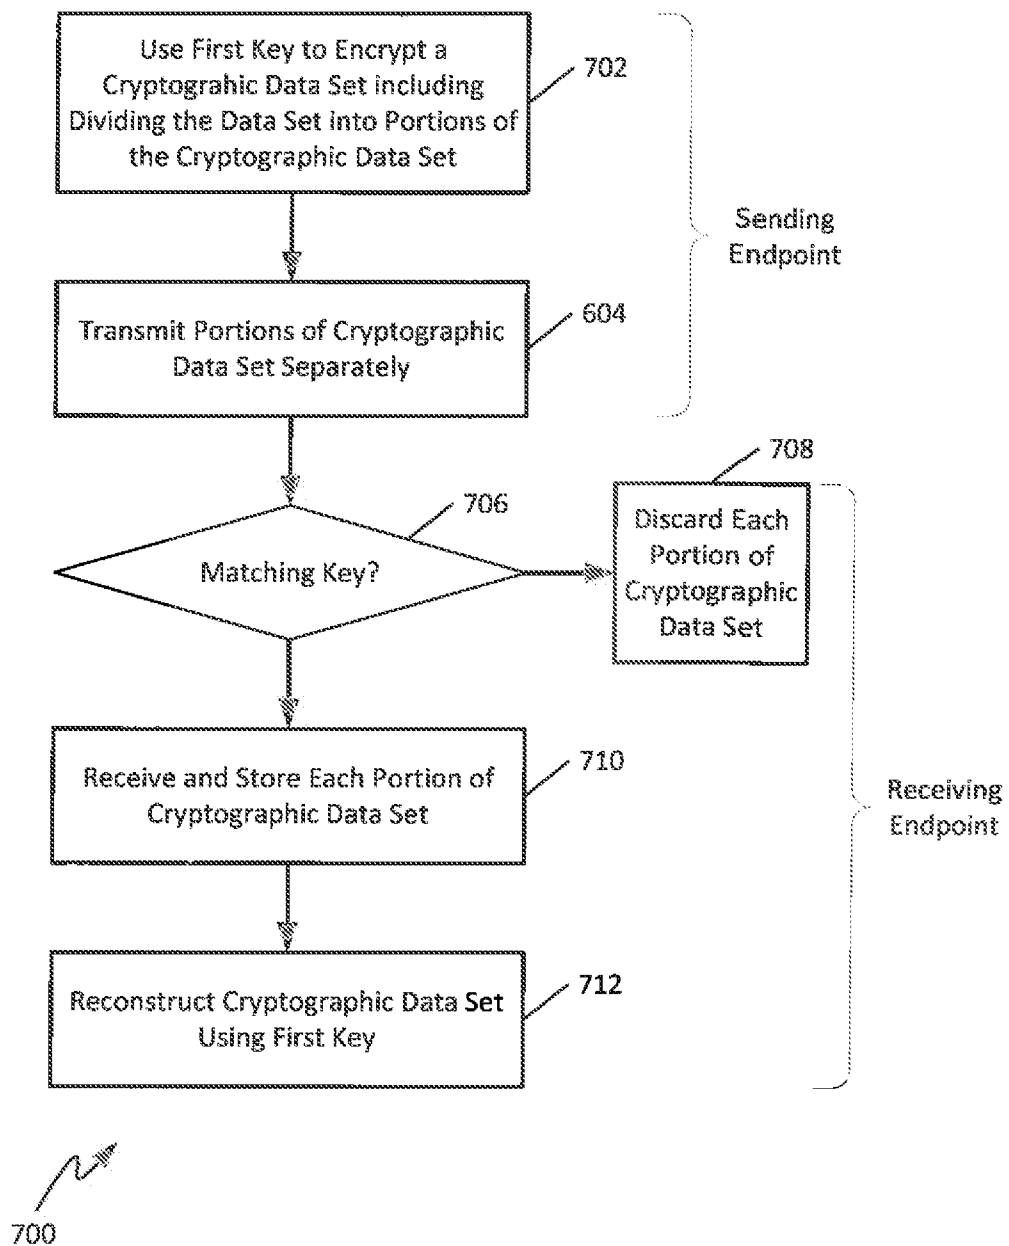 Use First Key to Encrypt a
Cryptograhic Data Set including
Dividing the Data Set into Portions of
the Cryptographic Data Set
702
Sending
Endpoint
Transmit Portions of Cryptographic
Data Set Separately
604
Matching Key?
706
708
Discard Each
Portion of
Cryptographic
Data Set
Receive and Store Each Portion of
Cryptographic Data Set
710
Receiving
Endpoint
Reconstruct Cryptographic Data Set
Using First Key
712
700